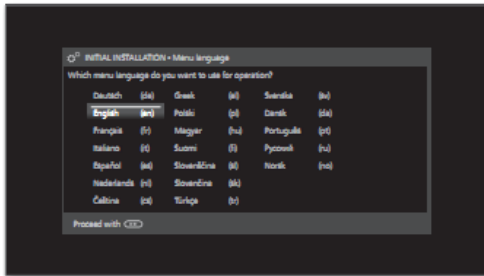 INITIAL INSTALLATION • Menu language
Which menu language do you want to use for operation?
Deutsch (de) Greek (el) Svenska (sv)
English (en) Polski (pl) Dansk (da)
Français (fr) Magyar (hu) Português (pt)
Italiano (it) Suomi (fi) Русский (ru)
Español (es) Slovenščina (sl) Norsk (no)
Nederlands (nl) Slovenčina (sk)
Čeština (cs) Türkçe (tr)
Proceed with OK